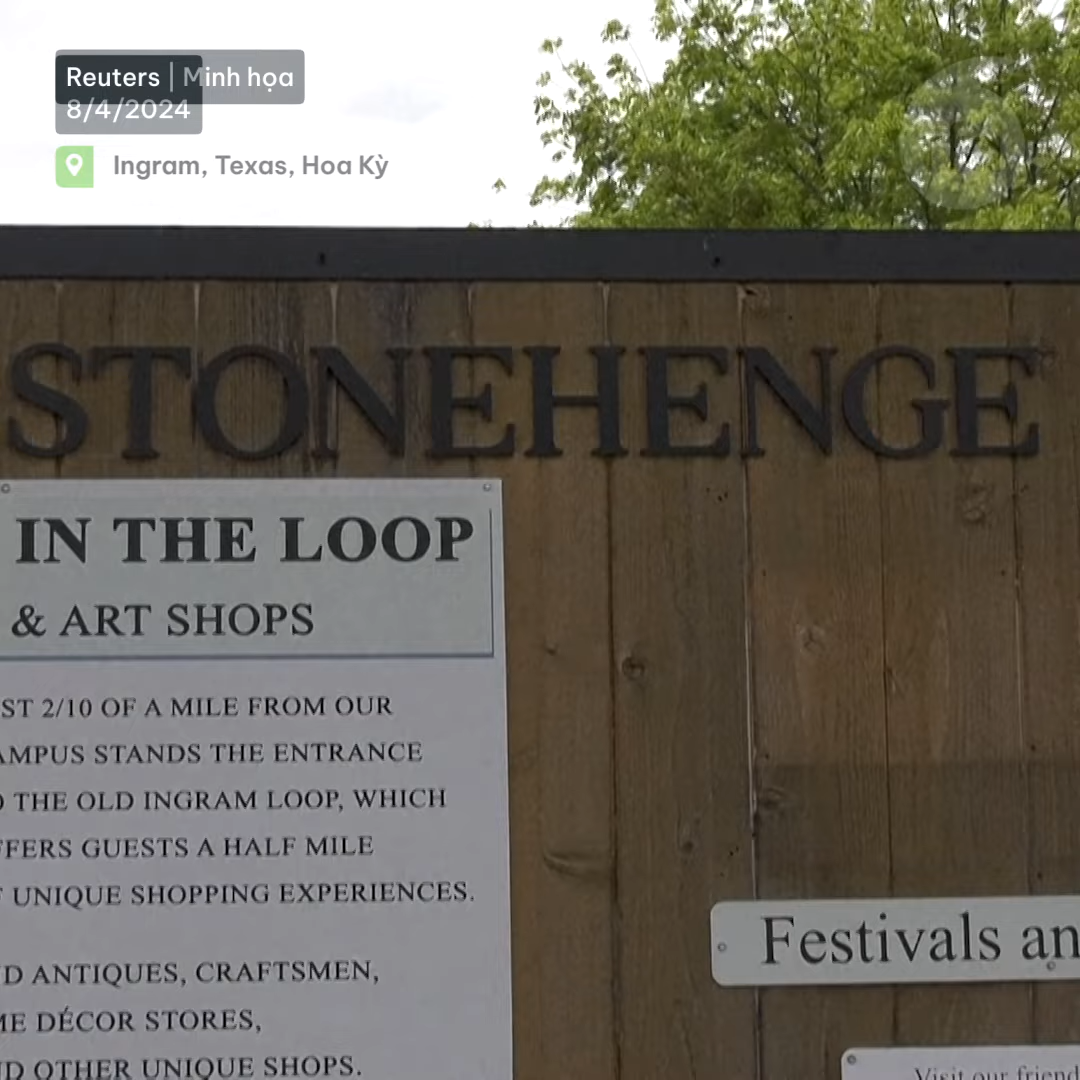 Reuters | Minh họa
8/4/2024
Ingram, Texas, Hoa Kỳ
STONEHENGE
IN THE LOOP
& ART SHOPS
ST 2/10 OF A MILE FROM OUR
AMPUS STANDS THE ENTRANCE
THE OLD INGRAM LOOP, WHICH
FFERS GUESTS A HALF MILE
UNIQUE SHOPPING EXPERIENCES.
D ANTIQUES, CRAFTSMEN,
ME DÉCOR STORES,
ND OTHER UNIQUE SHOPS.
Festivals an
Visit our friend